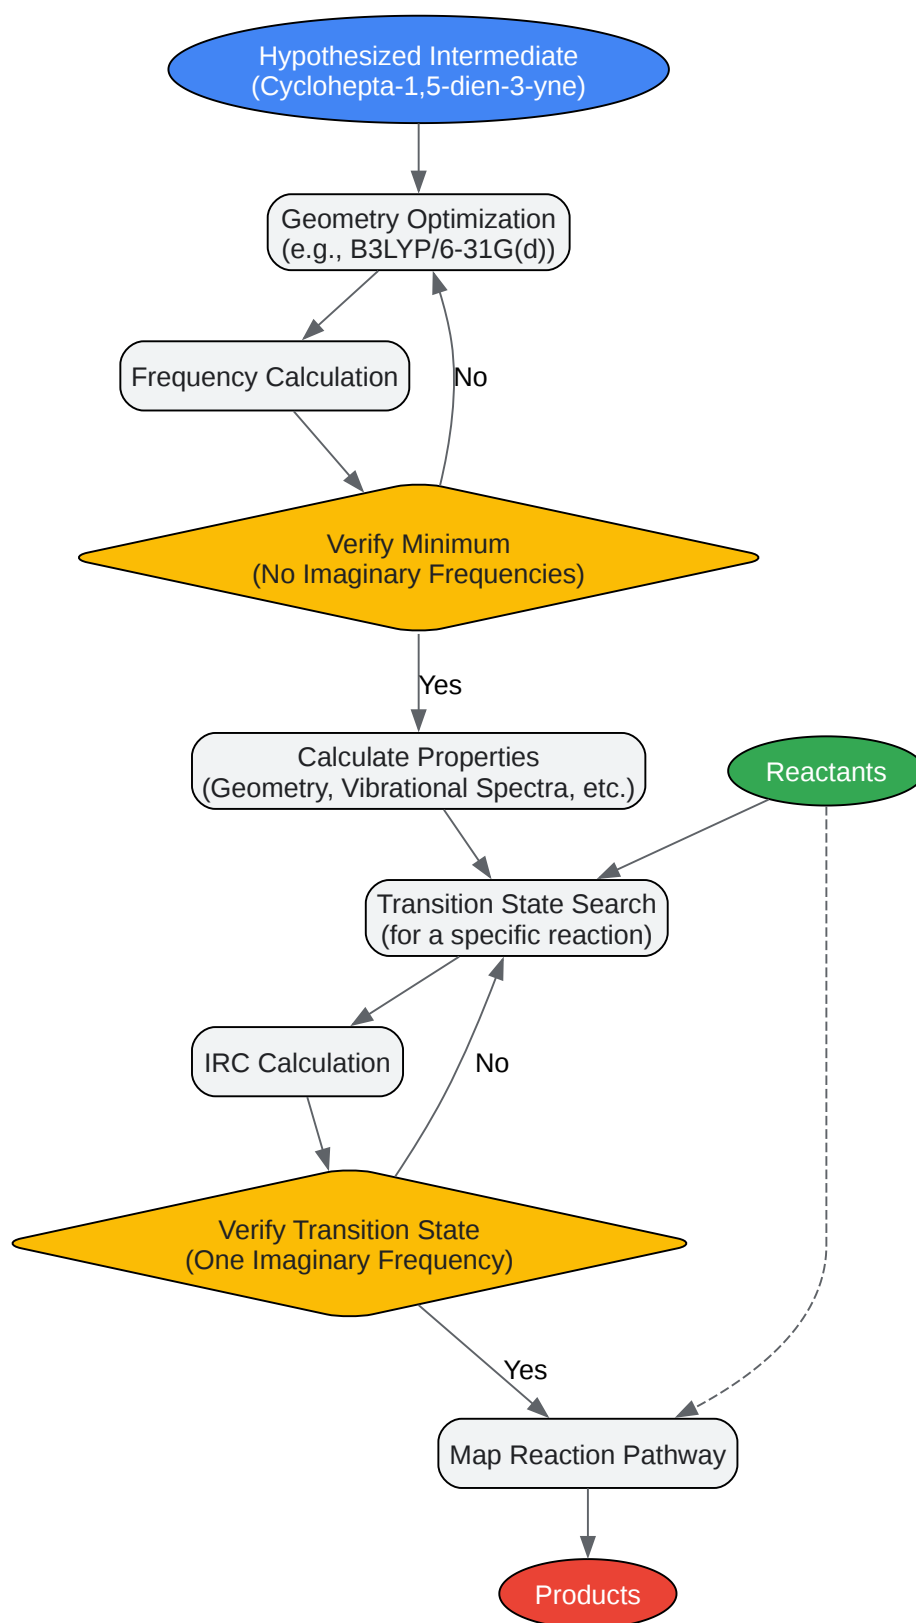 Hypothesized Intermediate
(Cyclohepta-1,5-dien-3-yne)
Geometry Optimization
(e.g., B3LYP/6-31G(d))
Frequency Calculation
No
Verify Minimum
(No Imaginary Frequencies)
Yes
Calculate Properties
(Geometry, Vibrational Spectra, etc.)
Reactants
Transition State Search
(for a specific reaction)
IRC Calculation
No
Verify Transition State
(One Imaginary Frequency)
Yes
Map Reaction Pathway
Products